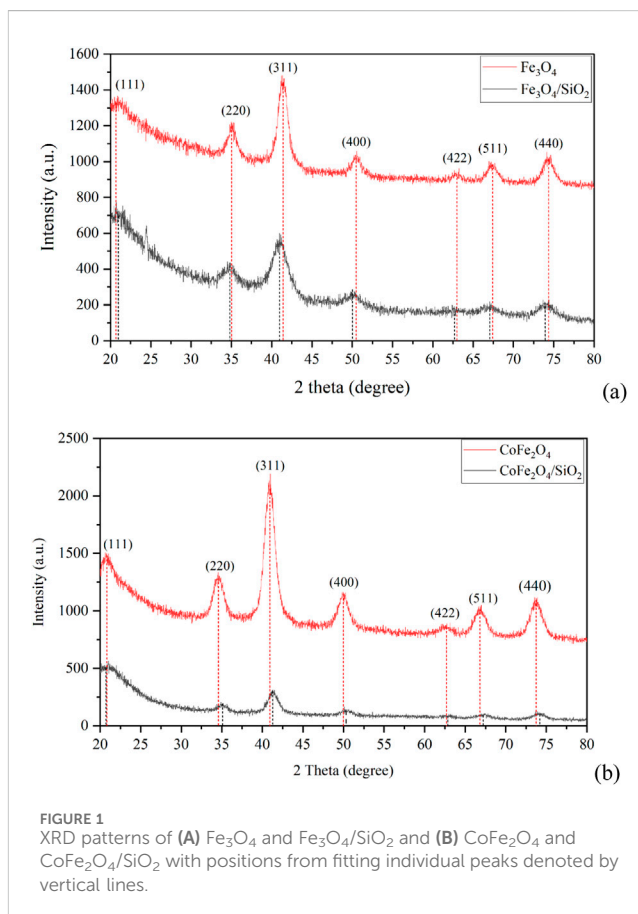 1600
1400
1200
1000
800
600
400
200
0
Intensity (a.u.)
(111)
(220)
(311)
(400)
(422)
(511)
(440)
Fe₃O₄
Fe₃O₄/SiO₂
20 25 30 35 40 45 50 55 60 65 70 75 80
2 theta (degree)
(a)
2500
2000
1500
1000
500
0
Intensity (a.u.)
(111)
(220)
(311)
(400)
(422)
(511)
(440)
CoFe₂O₄
CoFe₂O₄/SiO₂
20 25 30 35 40 45 50 55 60 65 70 75 80
2 Theta (degree)
(b)
FIGURE 1
XRD patterns of (A) Fe₃O₄ and Fe₃O₄/SiO₂ and (B) CoFe₂O₄ and
CoFe₂O₄/SiO₂ with positions from fitting individual peaks denoted by
vertical lines.